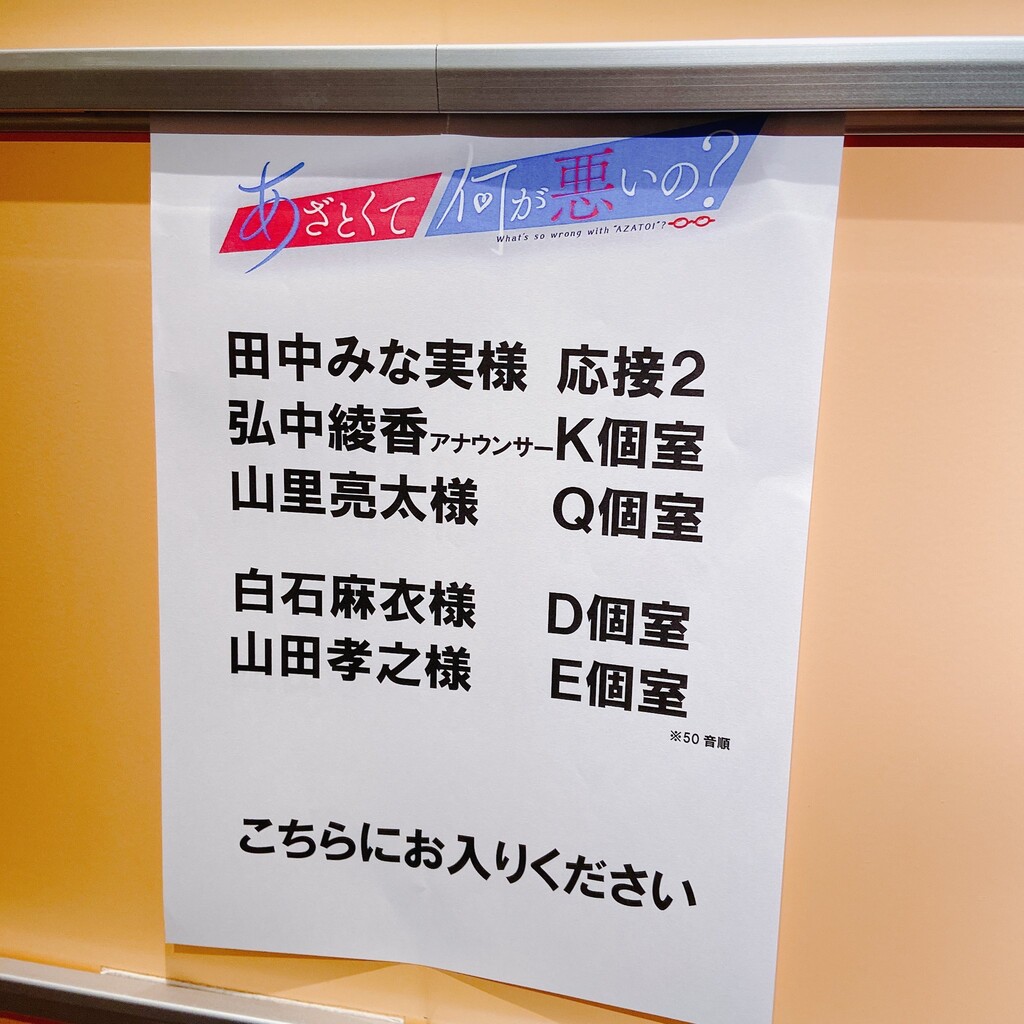 あざとくて何が悪いの?
What's so wrong with "AZATOI"?
田中みな実様 応接2
弘中綾香アナウンサー K個室
山里亮太様 Q個室
白石麻衣様 D個室
山田孝之様 E個室
※50音順
こちらにお入りください